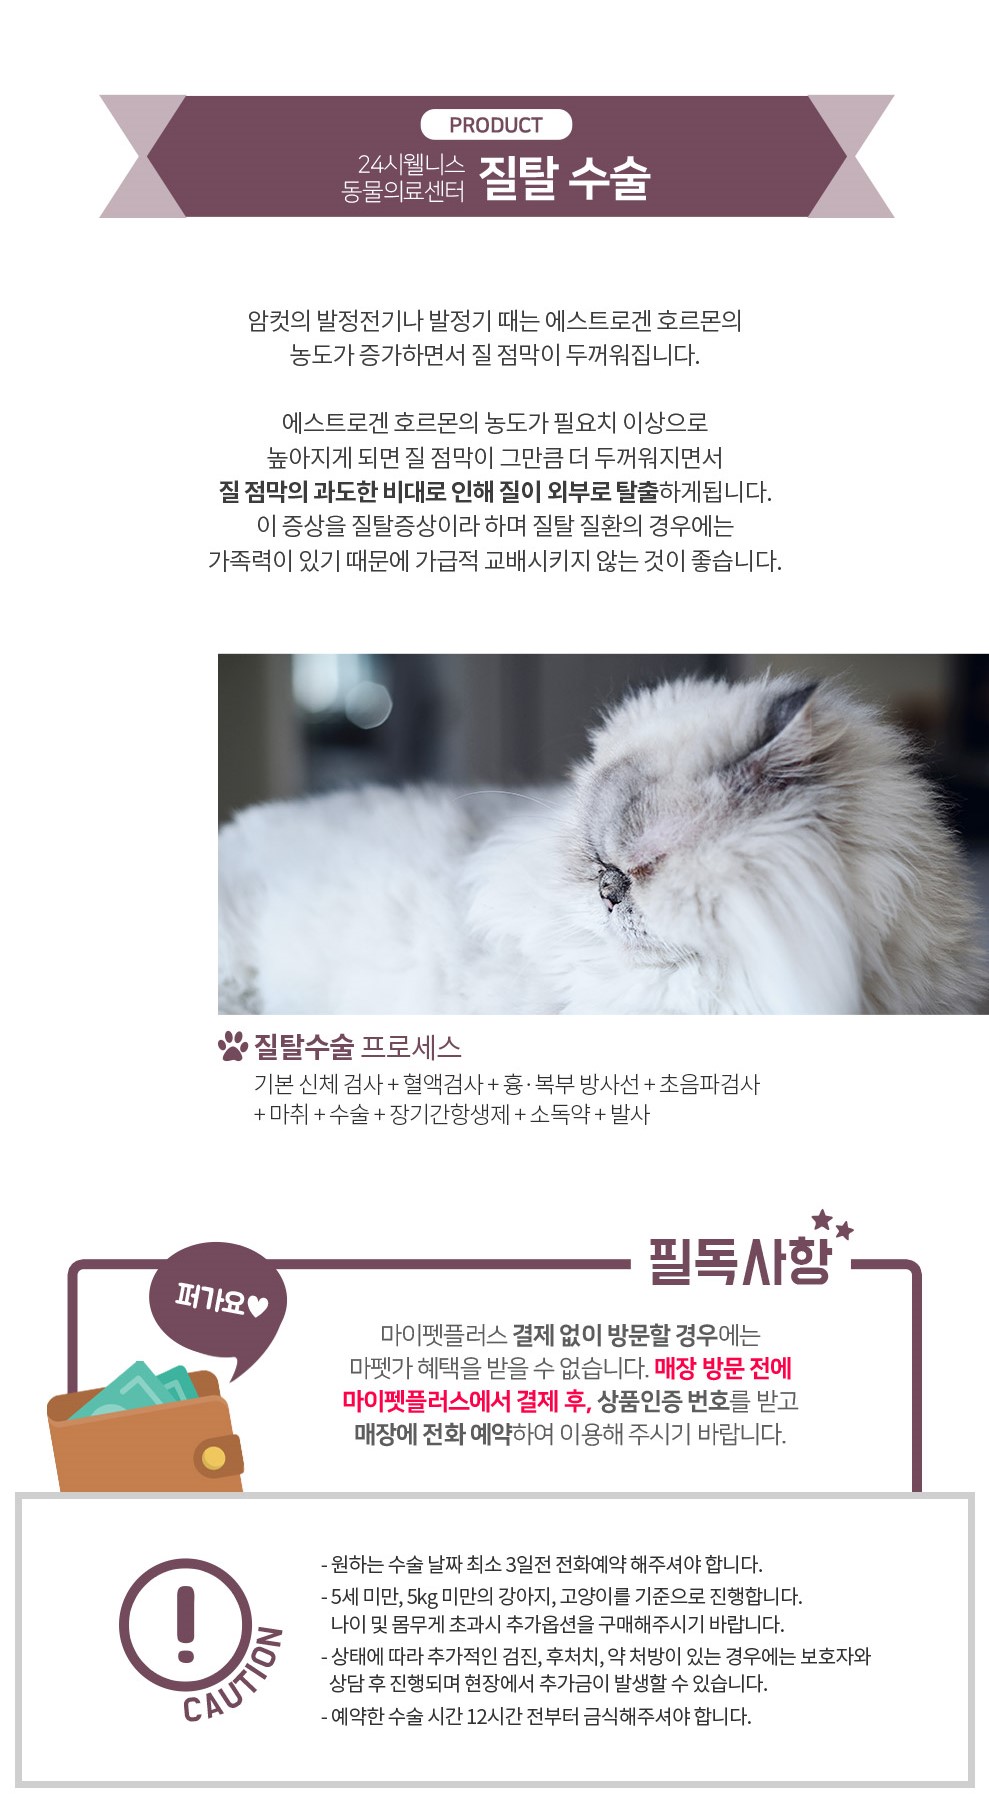 PRODUCT
24시웰니스
동물의료센터
질탈 수술
암컷의 발정전기나 발정기 때는 에스트로겐 호르몬의
농도가 증가하면서 질 점막이 두꺼워집니다.
에스트로겐 호르몬의 농도가 필요치 이상으로
높아지게 되면 질 점막이 그만큼 더 두꺼워지면서
질 점막의 과도한 비대로 인해 질이 외부로 탈출하게됩니다.
이 증상을 질탈증상이라 하며 질탈 질환의 경우에는
가족력이 있기 때문에 가급적 교배시키지 않는 것이 좋습니다.
질탈수술 프로세스
기본 신체 검사 + 혈액검사 + 흉·복부 방사선 + 초음파검사
+ 마취 + 수술 + 장기간항생제 + 소독약 + 발사
필독사항
퍼가요♥
마이펫플러스 결제 없이 방문할 경우에는
마펫가 혜택을 받을 수 없습니다. 매장 방문 전에
마이펫플러스에서 결제 후, 상품인증 번호를 받고
매장에 전화 예약하여 이용해 주시기 바랍니다.
CAUTION
- 원하는 수술 날짜 최소 3일전 전화예약 해주셔야 합니다.
- 5세 미만, 5kg 미만의 강아지, 고양이를 기준으로 진행합니다.
나이 및 몸무게 초과시 추가옵션을 구매해주시기 바랍니다.
- 상태에 따라 추가적인 검진, 후처치, 약 처방이 있는 경우에는 보호자와
상담 후 진행되며 현장에서 추가금이 발생할 수 있습니다.
- 예약한 수술 시간 12시간 전부터 금식해주셔야 합니다.